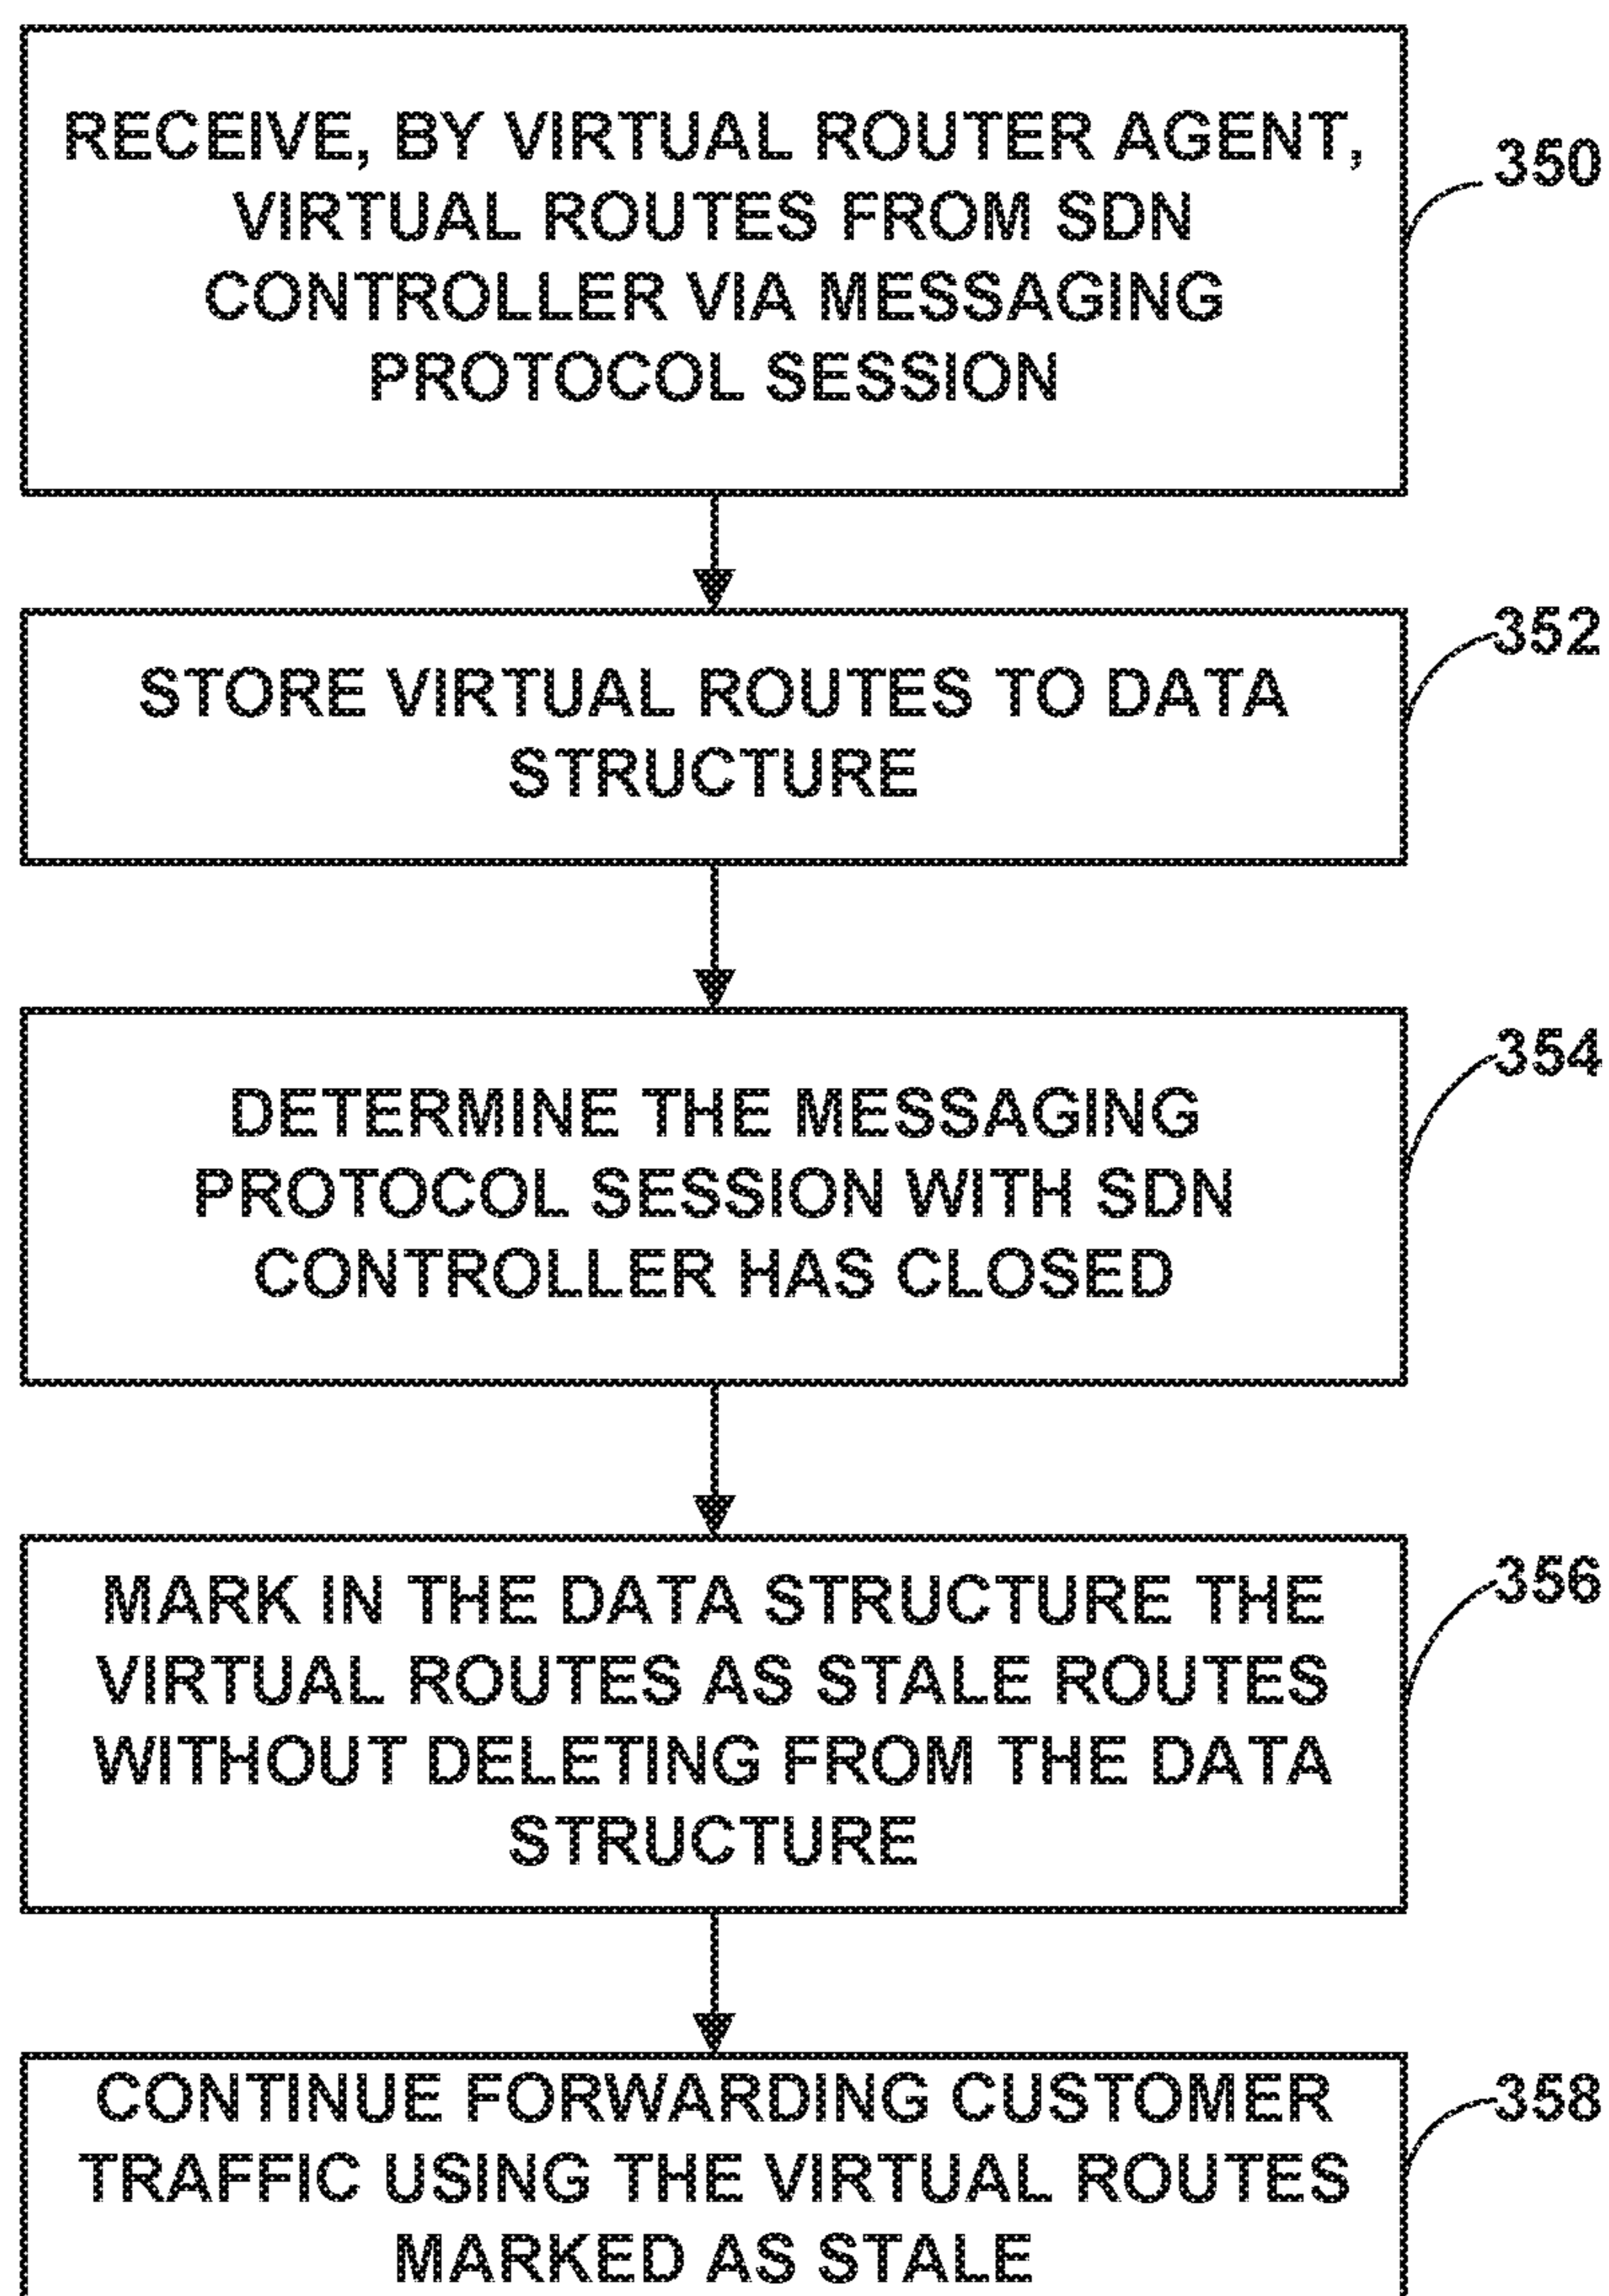 RECEIVE, BY VIRTUAL ROUTER AGENT,
VIRTUAL ROUTES FROM SDN
CONTROLLER VIA MESSAGING
PROTOCOL SESSION
350
STORE VIRTUAL ROUTES TO DATA
STRUCTURE
352
DETERMINE THE MESSAGING
PROTOCOL SESSION WITH SDN
CONTROLLER HAS CLOSED
354
MARK IN THE DATA STRUCTURE THE
VIRTUAL ROUTES AS STALE ROUTES
WITHOUT DELETING FROM THE DATA
STRUCTURE
356
CONTINUE FORWARDING CUSTOMER
TRAFFIC USING THE VIRTUAL ROUTES
MARKED AS STALE
358